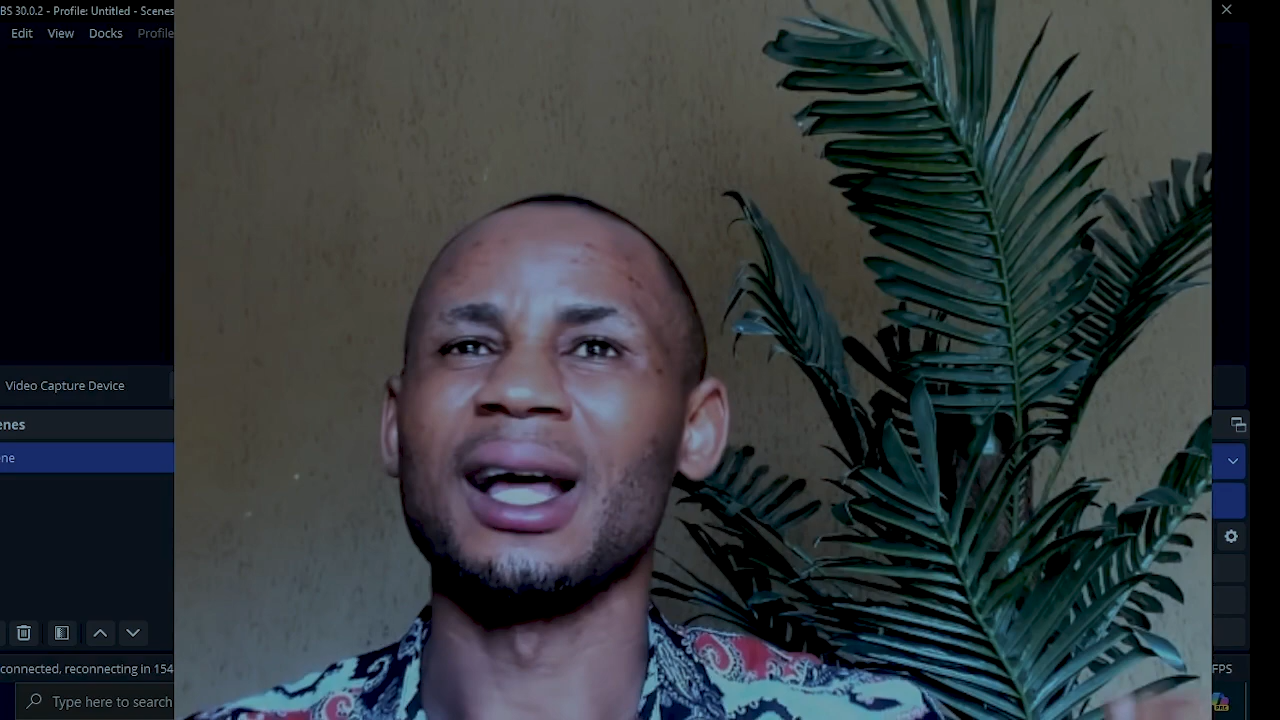 BS 30.0.2 - Profile: Untitled - Scenes
Edit View Docks Profile
Video Capture Device
enes
ne
connected, reconnecting in 154
FPS
Type here to search
PRE